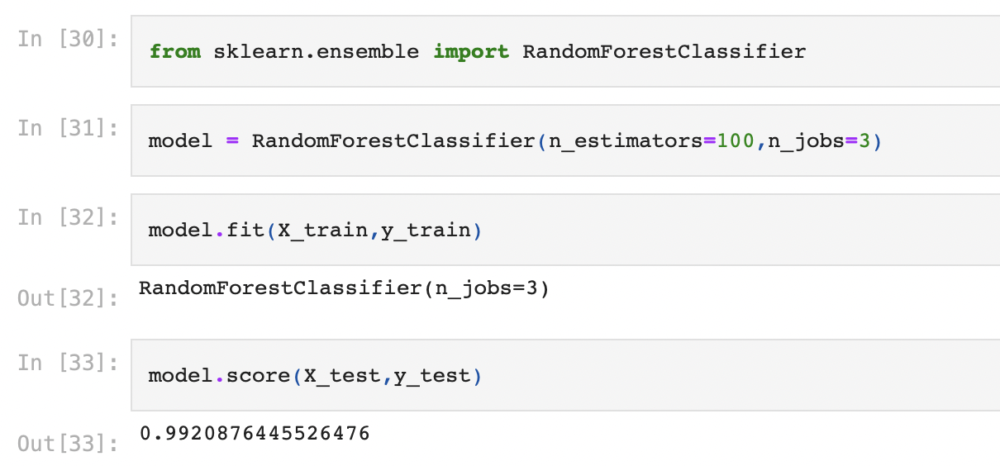 In [30]: from sklearn.ensemble import RandomForestClassifier
In [31]: model = RandomForestClassifier(n_estimators=100,n_jobs=3)
In [32]: model.fit(X_train,y_train)
Out[32]: RandomForestClassifier(n_jobs=3)
In [33]: model.score(X_test,y_test)
Out[33]: 0.9920876445526476